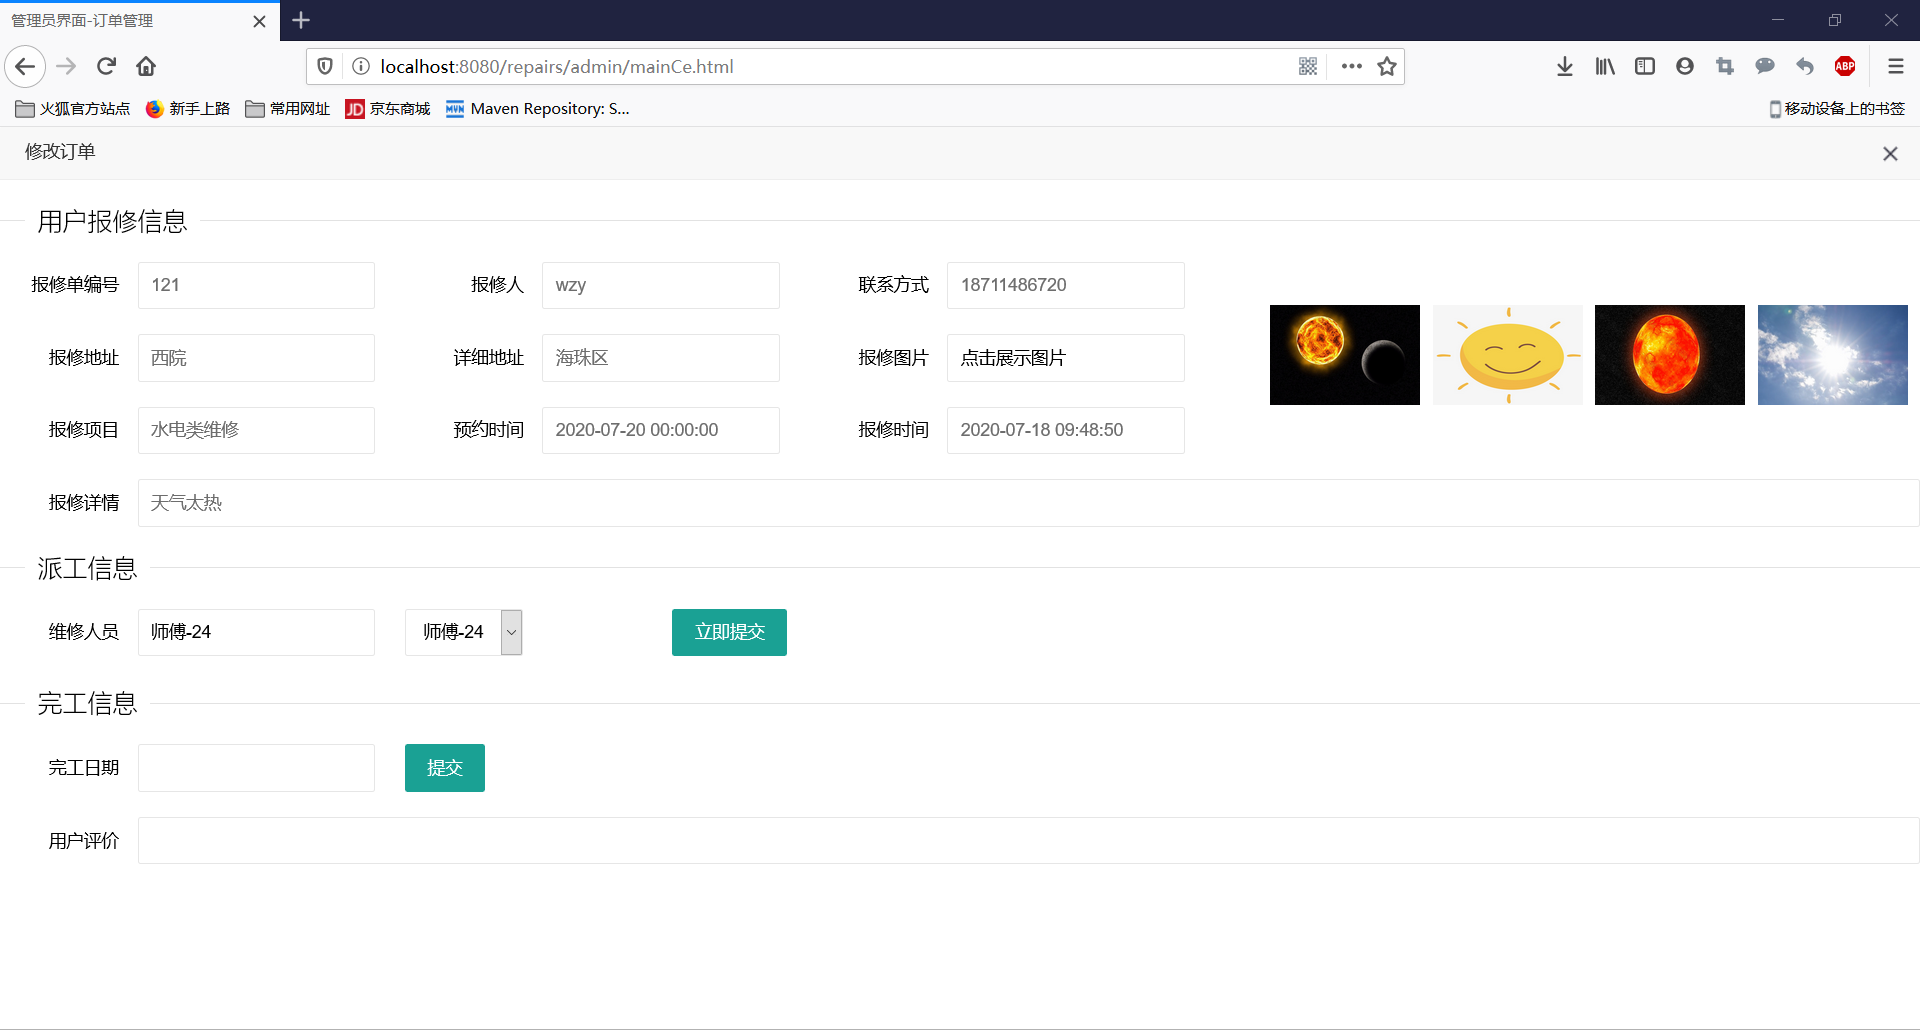 管理员界面-订单管理
localhost:8080/repairs/admin/mainCe.html
ABP
火狐官方站点 新手上路 常用网址 JD 京东商城 MVN Maven Repository: S... 移动设备上的书签
修改订单
用户报修信息
报修单编号 121 报修人 wzy 联系方式 18711486720
报修地址 西院 详细地址 海珠区 报修图片 点击展示图片
报修项目 水电类维修 预约时间 2020-07-20 00:00:00 报修时间 2020-07-18 09:48:50
报修详情 天气太热
派工信息
维修人员 师傅-24 师傅-24 立即提交
完工信息
完工日期 提交
用户评价